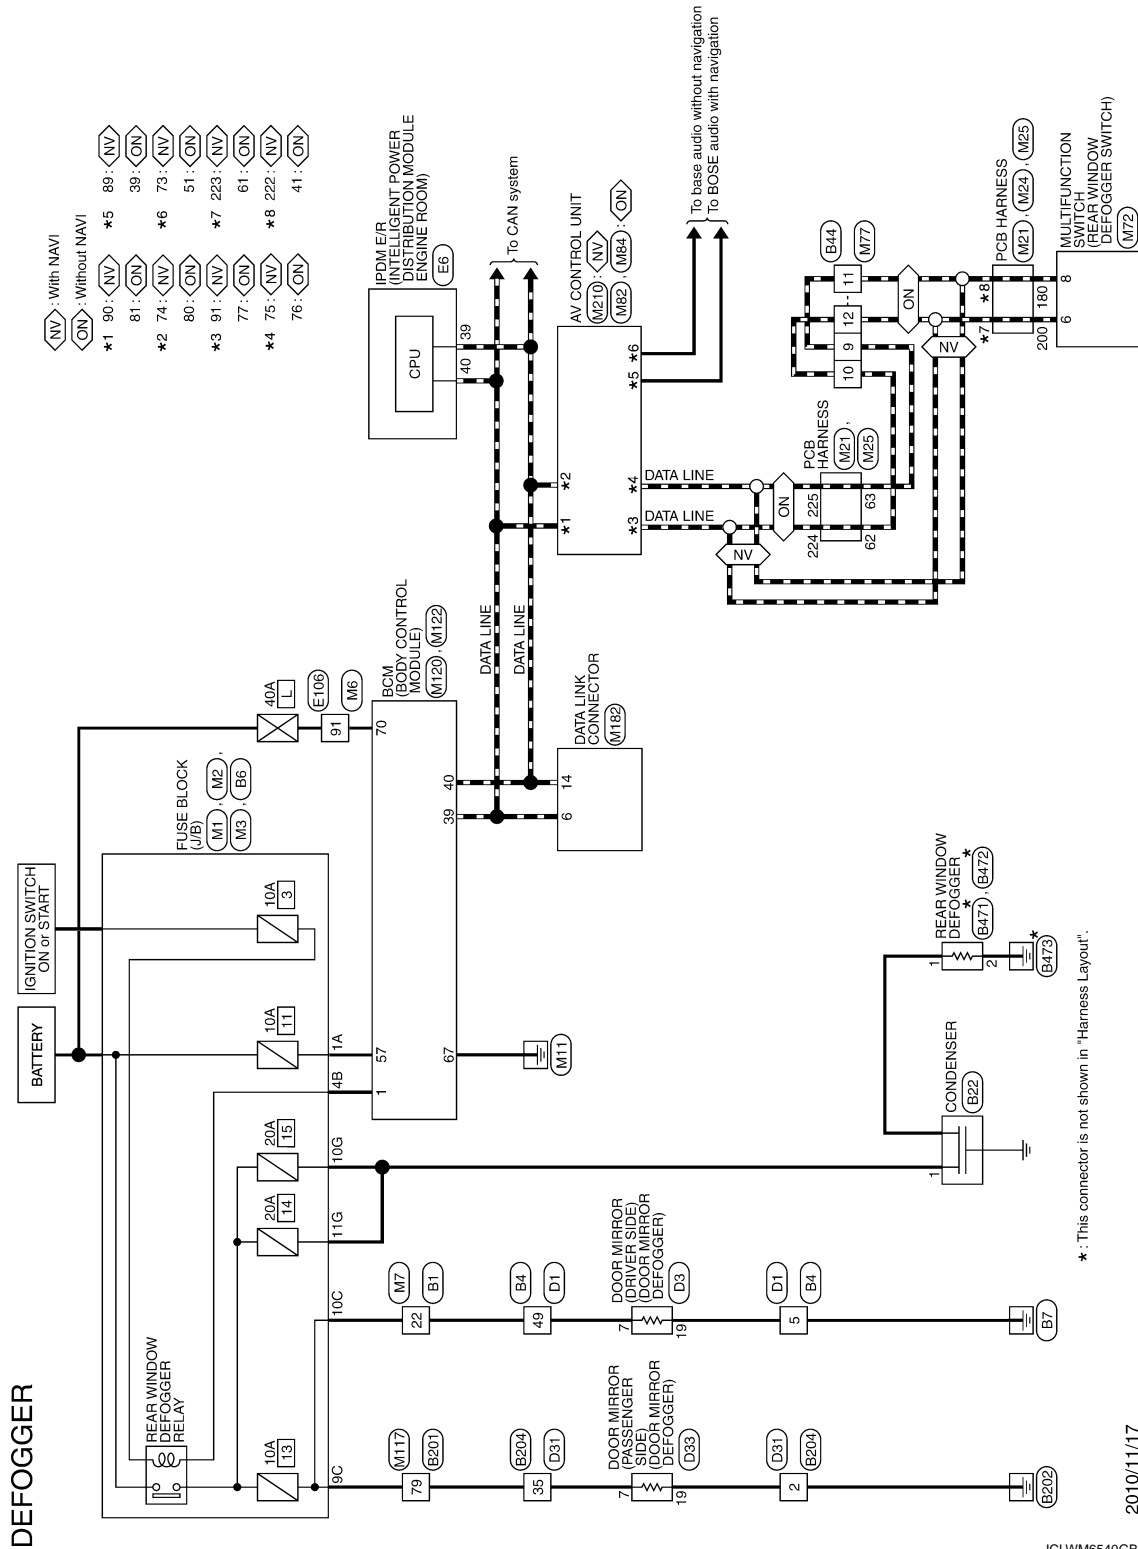 DEFOGGER
BATTERY
IGNITION SWITCH
ON or START
NV : With NAVI
ON : Without NAVI
*1 90 : NV
81 : ON
*2 74 : NV
80 : ON
*3 91 : NV
77 : ON
*4 75 : NV
76 : ON
*5 89 : NV
39 : ON
*6 73 : NV
51 : ON
*7 223 : NV
61 : ON
*8 222 : NV
41 : ON
REAR WINDOW
DEFOGGER
RELAY
10A
13
20A
14
20A
15
10A
11
10A
3
FUSE BLOCK
(J/B)
M1 , M2 ,
M3 , B6
40A
L
91
E106
M6
9C
10C
11G
10G
4B
1A
1
57
70
BCM
(BODY CONTROL
MODULE)
M120 , M122
67
39
40
M11
DATA LINE
DATA LINE
6
14
DATA LINK
CONNECTOR
M182
IPDM E/R
(INTELLIGENT POWER
DISTRIBUTION MODULE
ENGINE ROOM)
E6
CPU
40
39
To CAN system
*1
*2
AV CONTROL UNIT
M210 : NV
M82 , M84 : ON
*3
*4
*5
*6
DATA LINE
DATA LINE
To base audio without navigation
To BOSE audio with navigation
NV
ON
224
225
62
63
PCB
HARNESS
M21 ,
M25
10
9
12
11
B44
M77
ON
NV
*7
*8
200
180
PCB HARNESS
M21 , M24 , M25
6
8
MULTIFUNCTION
SWITCH
(REAR WINDOW
DEFOGGER SWITCH)
M72
79
M117
B201
35
B204
D31
7
19
DOOR MIRROR
(PASSENGER
SIDE)
(DOOR MIRROR
DEFOGGER)
D33
2
D31
B204
B202
22
M7
B1
49
B4
D1
7
19
DOOR MIRROR
(DRIVER SIDE)
(DOOR MIRROR
DEFOGGER)
D3
5
D1
B4
B7
1
CONDENSER
B22
1
2
REAR WINDOW
DEFOGGER
B471 * , B472 *
B473 *
* : This connector is not shown in "Harness Layout".
2010/11/17
JCLWM6540GB